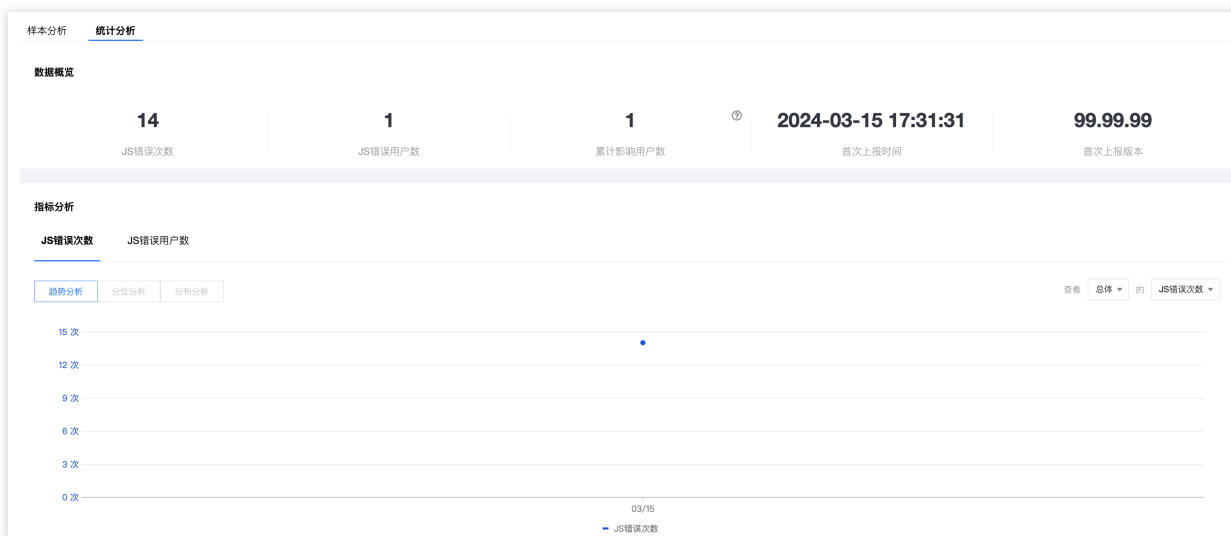 样本分析 统计分析
数据概览
14 1 1 2024-03-15 17:31:31 99.99.99
JS错误次数 JS错误用户数 累计影响用户数 首次上报时间 首次上报版本
指标分析
JS错误次数 JS错误用户数
趋势分析 分位分析 分布分析 查看 总体 的 JS错误次数
15 次
12 次
9 次
6 次
3 次
0 次
03/15
JS错误次数